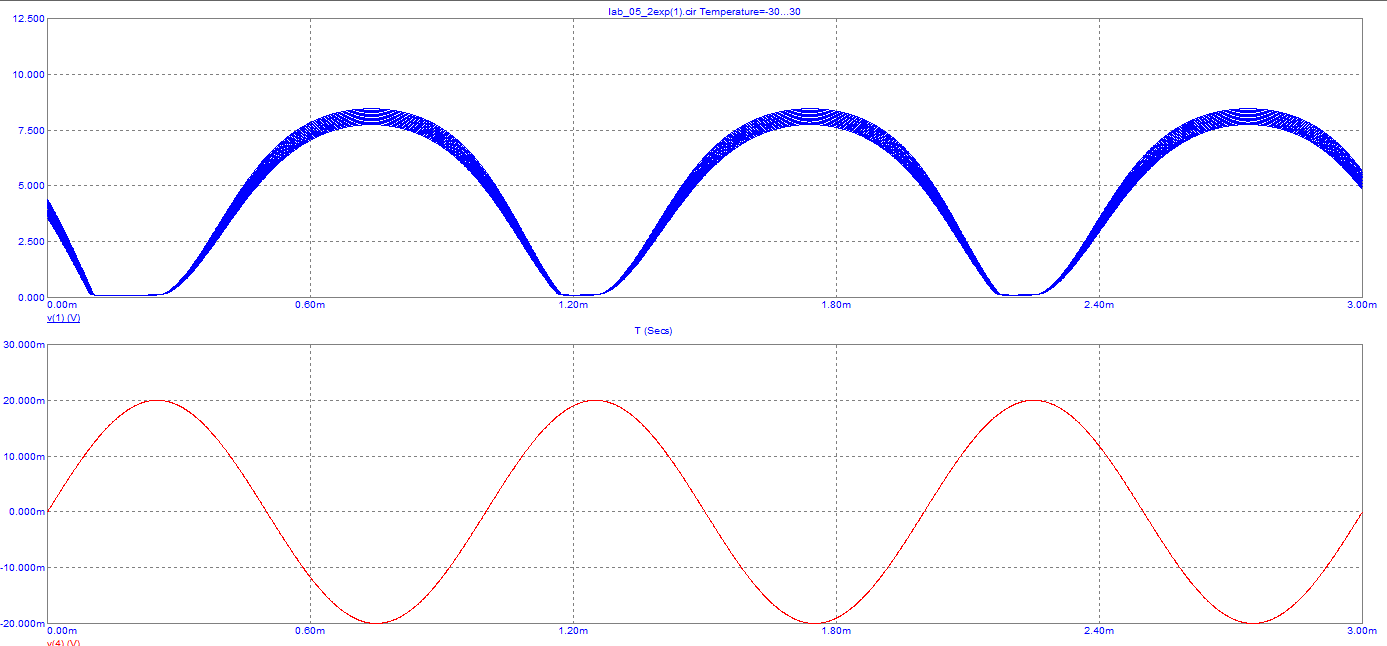 lab_05_2exp(1).cir Temperature=-30...30
12.500
10.000
7.500
5.000
2.500
0.000
0.00m 0.60m 1.20m 1.80m 2.40m 3.00m
v(1) (V)
T (Secs)
30.000m
20.000m
10.000m
0.000m
-10.000m
-20.000m
0.00m 0.60m 1.20m 1.80m 2.40m 3.00m
v(4) (V)